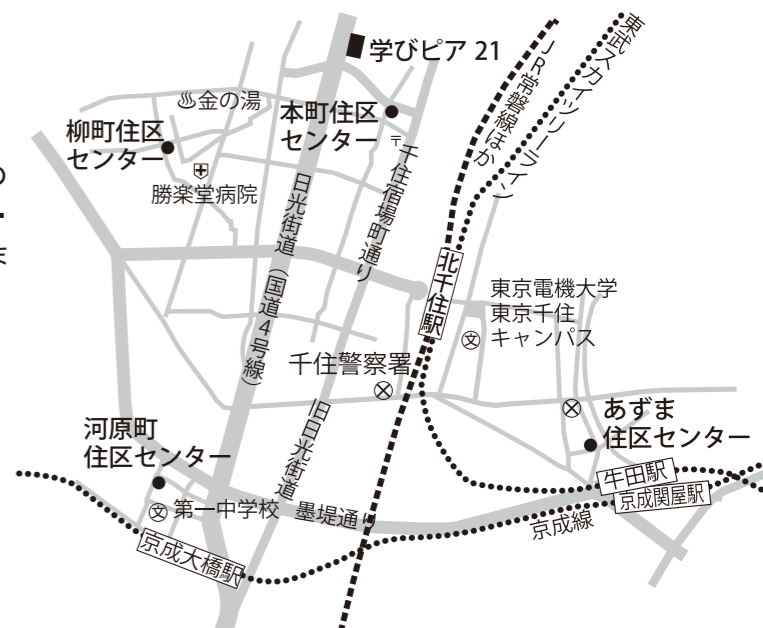 学びピア 21
金の湯
本町住区
センター
柳町住区
センター
勝楽堂病院
の
ま
JR常磐線ほか
東武スカイツリーライン
千住宿場町通り
日光街道（国道4号線）
北千住駅
東京電機大学
東京千住
キャンパス
文
千住警察署
あずま
住区センター
旧日光街道
河原町
住区センター
牛田駅
京成関屋駅
文
第一中学校
墨堤通り
京成線
京成大橋駅